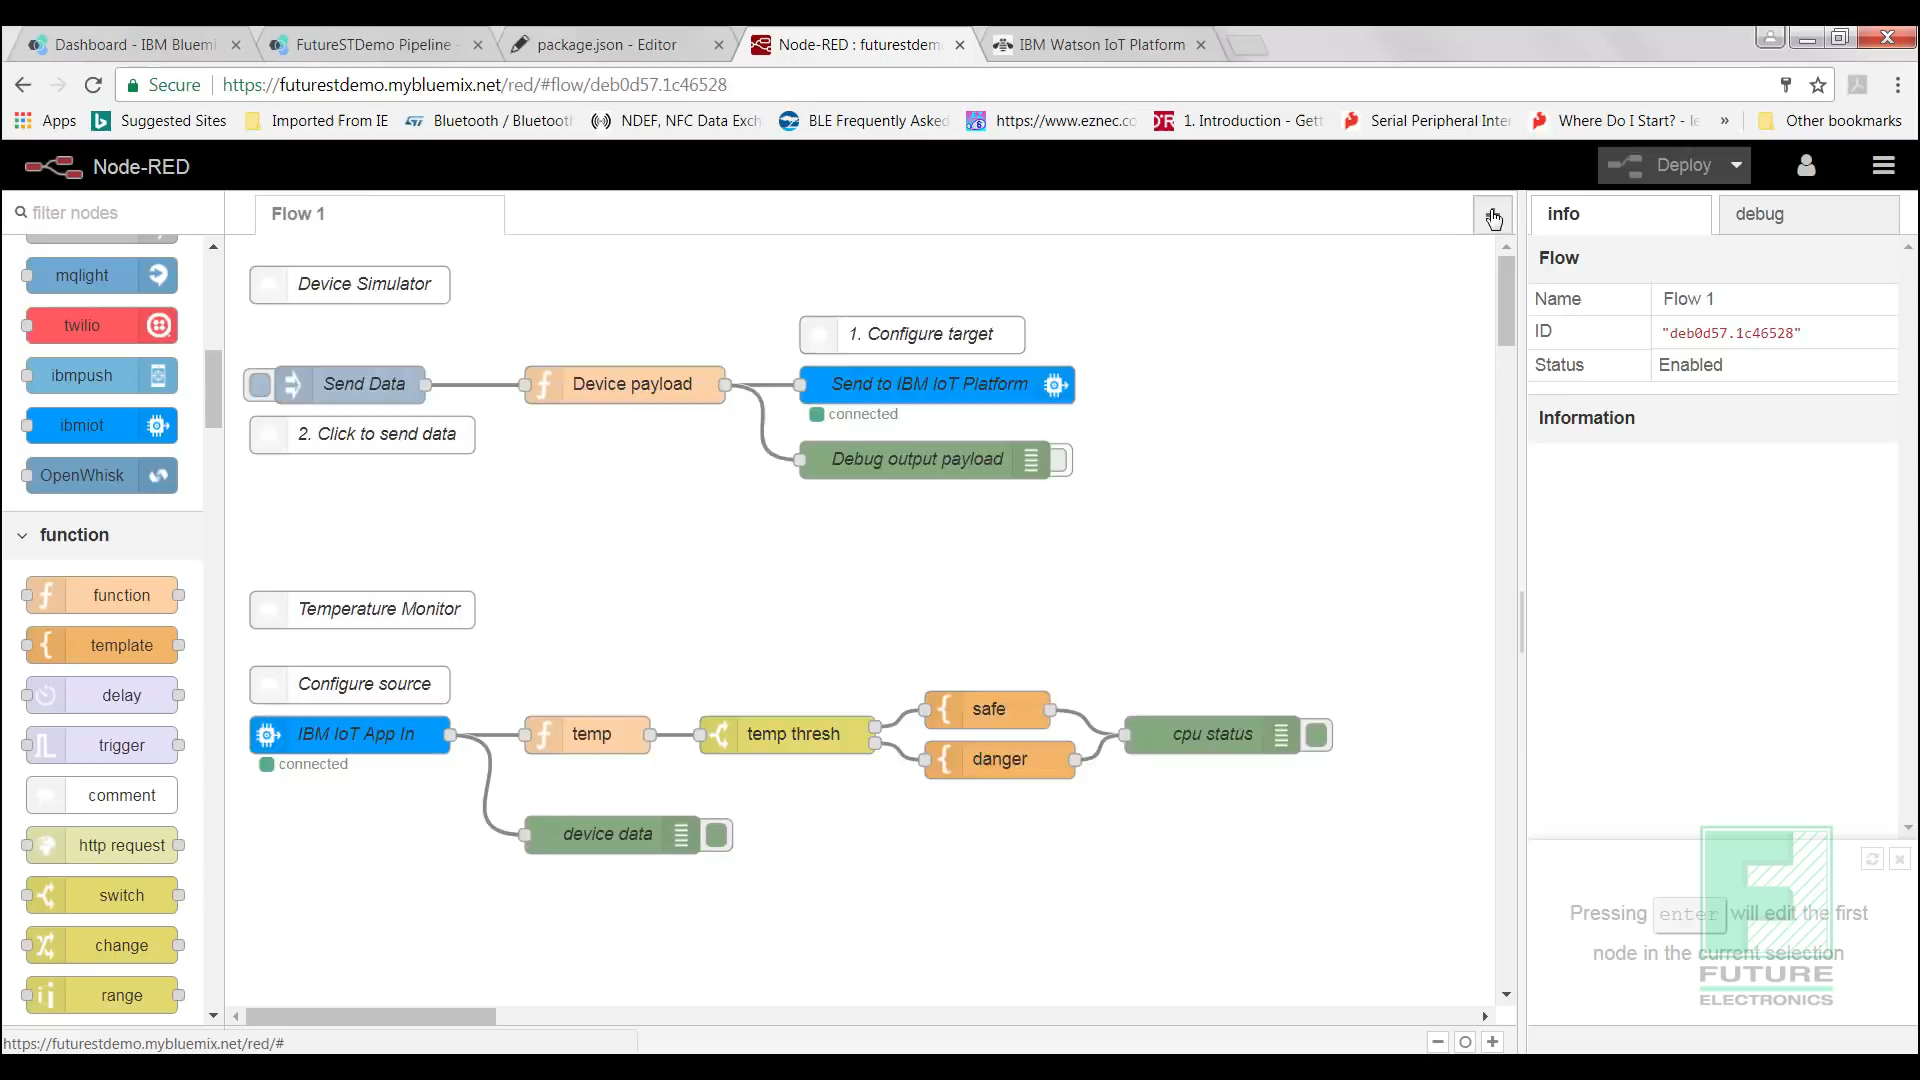 Dashboard - IBM Bluemi
FutureSTDemo Pipeline -
package.json - Editor
Node-RED : futurestdem
IBM Watson IoT Platform
Secure
https://futurestdemo.mybluemix.net/red/#flow/deb0d57.1c46528
Apps
Suggested Sites
Imported From IE
Bluetooth / Bluetooth
NDEF, NFC Data Exch
BLE Frequently Asked
https://www.eznec.co
1. Introduction - Gett
Serial Peripheral Inter
Where Do I Start? - le
»
Other bookmarks
Node-RED
Deploy
filter nodes
Flow 1
info
debug
mqlight
twilio
ibmpush
ibmiot
OpenWhisk
function
function
template
delay
trigger
comment
http request
switch
change
range
Device Simulator
1. Configure target
Send Data
Device payload
Send to IBM IoT Platform
connected
2. Click to send data
Debug output payload
Temperature Monitor
Configure source
IBM IoT App In
connected
temp
temp thresh
safe
danger
cpu status
device data
Flow
Name Flow 1
ID "deb0d57.1c46528"
Status Enabled
Information
Pressing enter will edit the first
node in the current selection
FUTURE
ELECTRONICS
https://futurestdemo.mybluemix.net/red/#